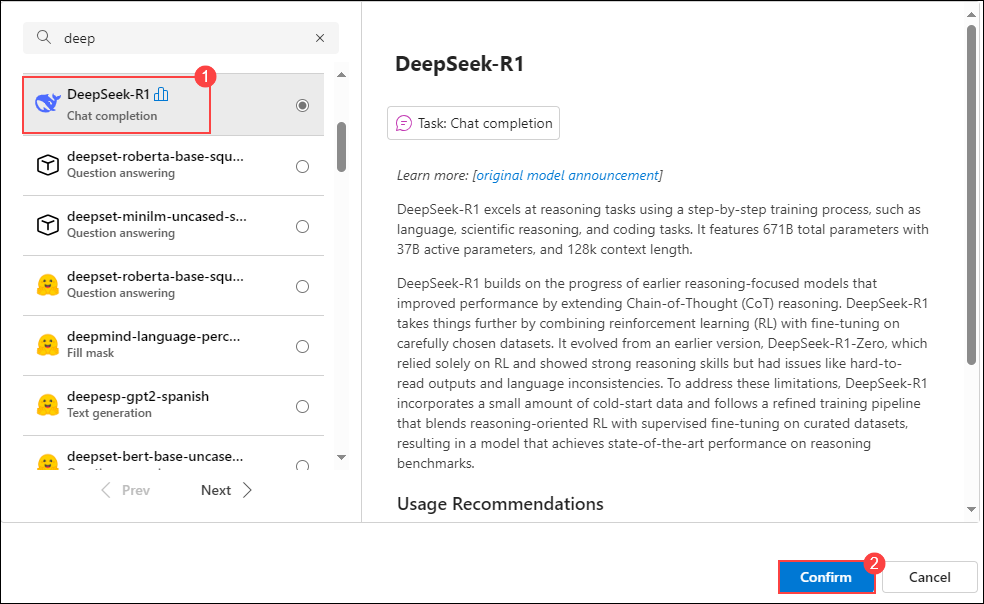 deep
1
DeepSeek-R1
Chat completion
deepset-roberta-base-squ...
Question answering
deepset-minilm-uncased-s...
Question answering
deepset-roberta-base-squ...
Question answering
deepmind-language-perc...
Fill mask
deepesp-gpt2-spanish
Text generation
deepset-bert-base-uncase...
Prev
Next
DeepSeek-R1
Task: Chat completion
Learn more: [original model announcement]
DeepSeek-R1 excels at reasoning tasks using a step-by-step training process, such as
language, scientific reasoning, and coding tasks. It features 671B total parameters with
37B active parameters, and 128k context length.
DeepSeek-R1 builds on the progress of earlier reasoning-focused models that
improved performance by extending Chain-of-Thought (CoT) reasoning. DeepSeek-R1
takes things further by combining reinforcement learning (RL) with fine-tuning on
carefully chosen datasets. It evolved from an earlier version, DeepSeek-R1-Zero, which
relied solely on RL and showed strong reasoning skills but had issues like hard-to-
read outputs and language inconsistencies. To address these limitations, DeepSeek-R1
incorporates a small amount of cold-start data and follows a refined training pipeline
that blends reasoning-oriented RL with supervised fine-tuning on curated datasets,
resulting in a model that achieves state-of-the-art performance on reasoning
benchmarks.
Usage Recommendations
2
Confirm
Cancel